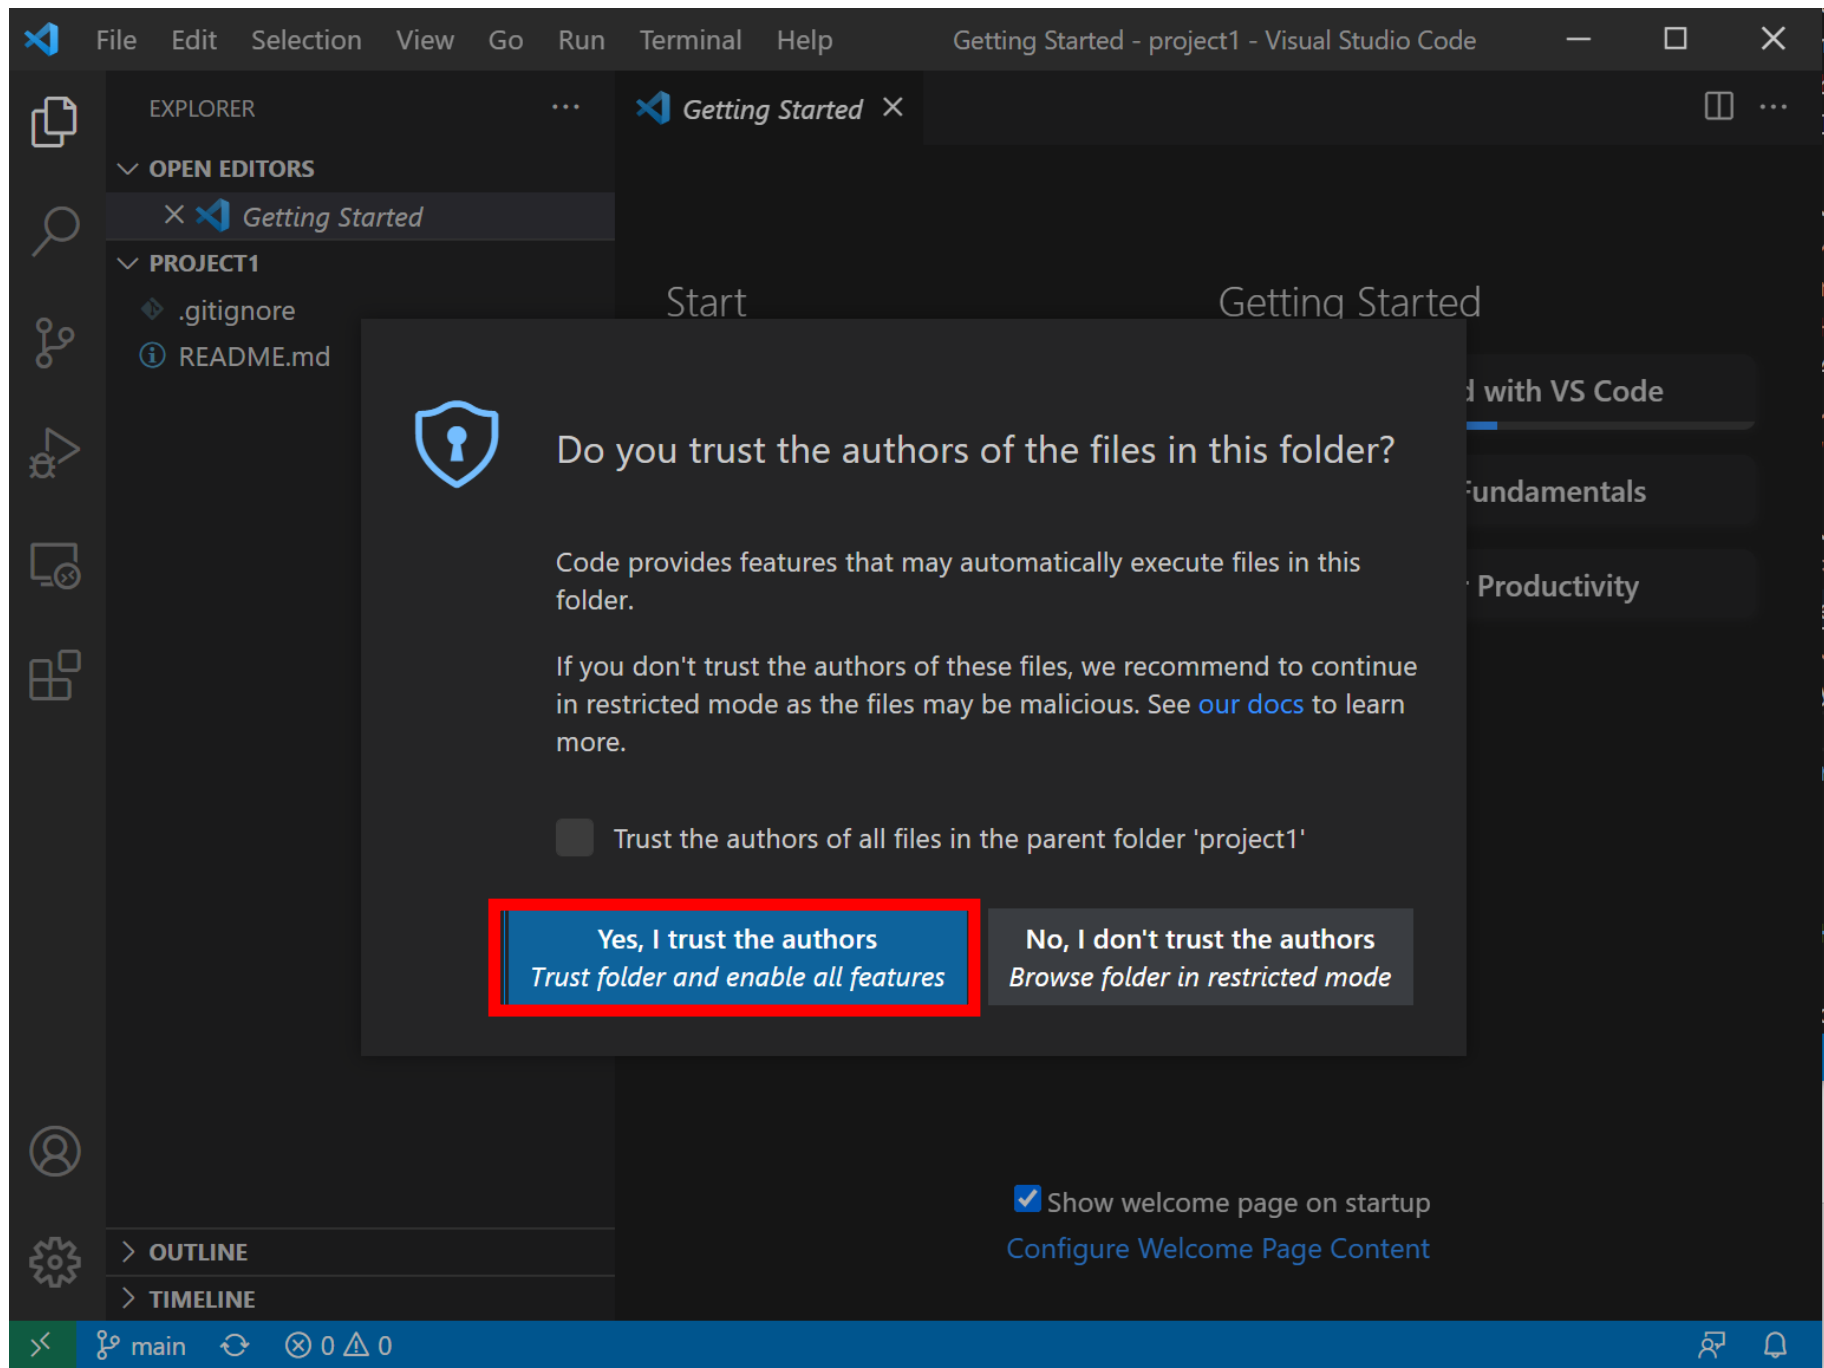 File Edit Selection View Go Run Terminal Help Getting Started - project1 - Visual Studio Code
EXPLORER
Getting Started
OPEN EDITORS
Getting Started
PROJECT1
.gitignore
README.md
Start
Getting Started
with VS Code
Fundamentals
Productivity
Do you trust the authors of the files in this folder?
Code provides features that may automatically execute files in this
folder.
If you don't trust the authors of these files, we recommend to continue
in restricted mode as the files may be malicious. See our docs to learn
more.
Trust the authors of all files in the parent folder 'project1'
Yes, I trust the authors
Trust folder and enable all features
No, I don't trust the authors
Browse folder in restricted mode
Show welcome page on startup
Configure Welcome Page Content
OUTLINE
TIMELINE
main 0 0